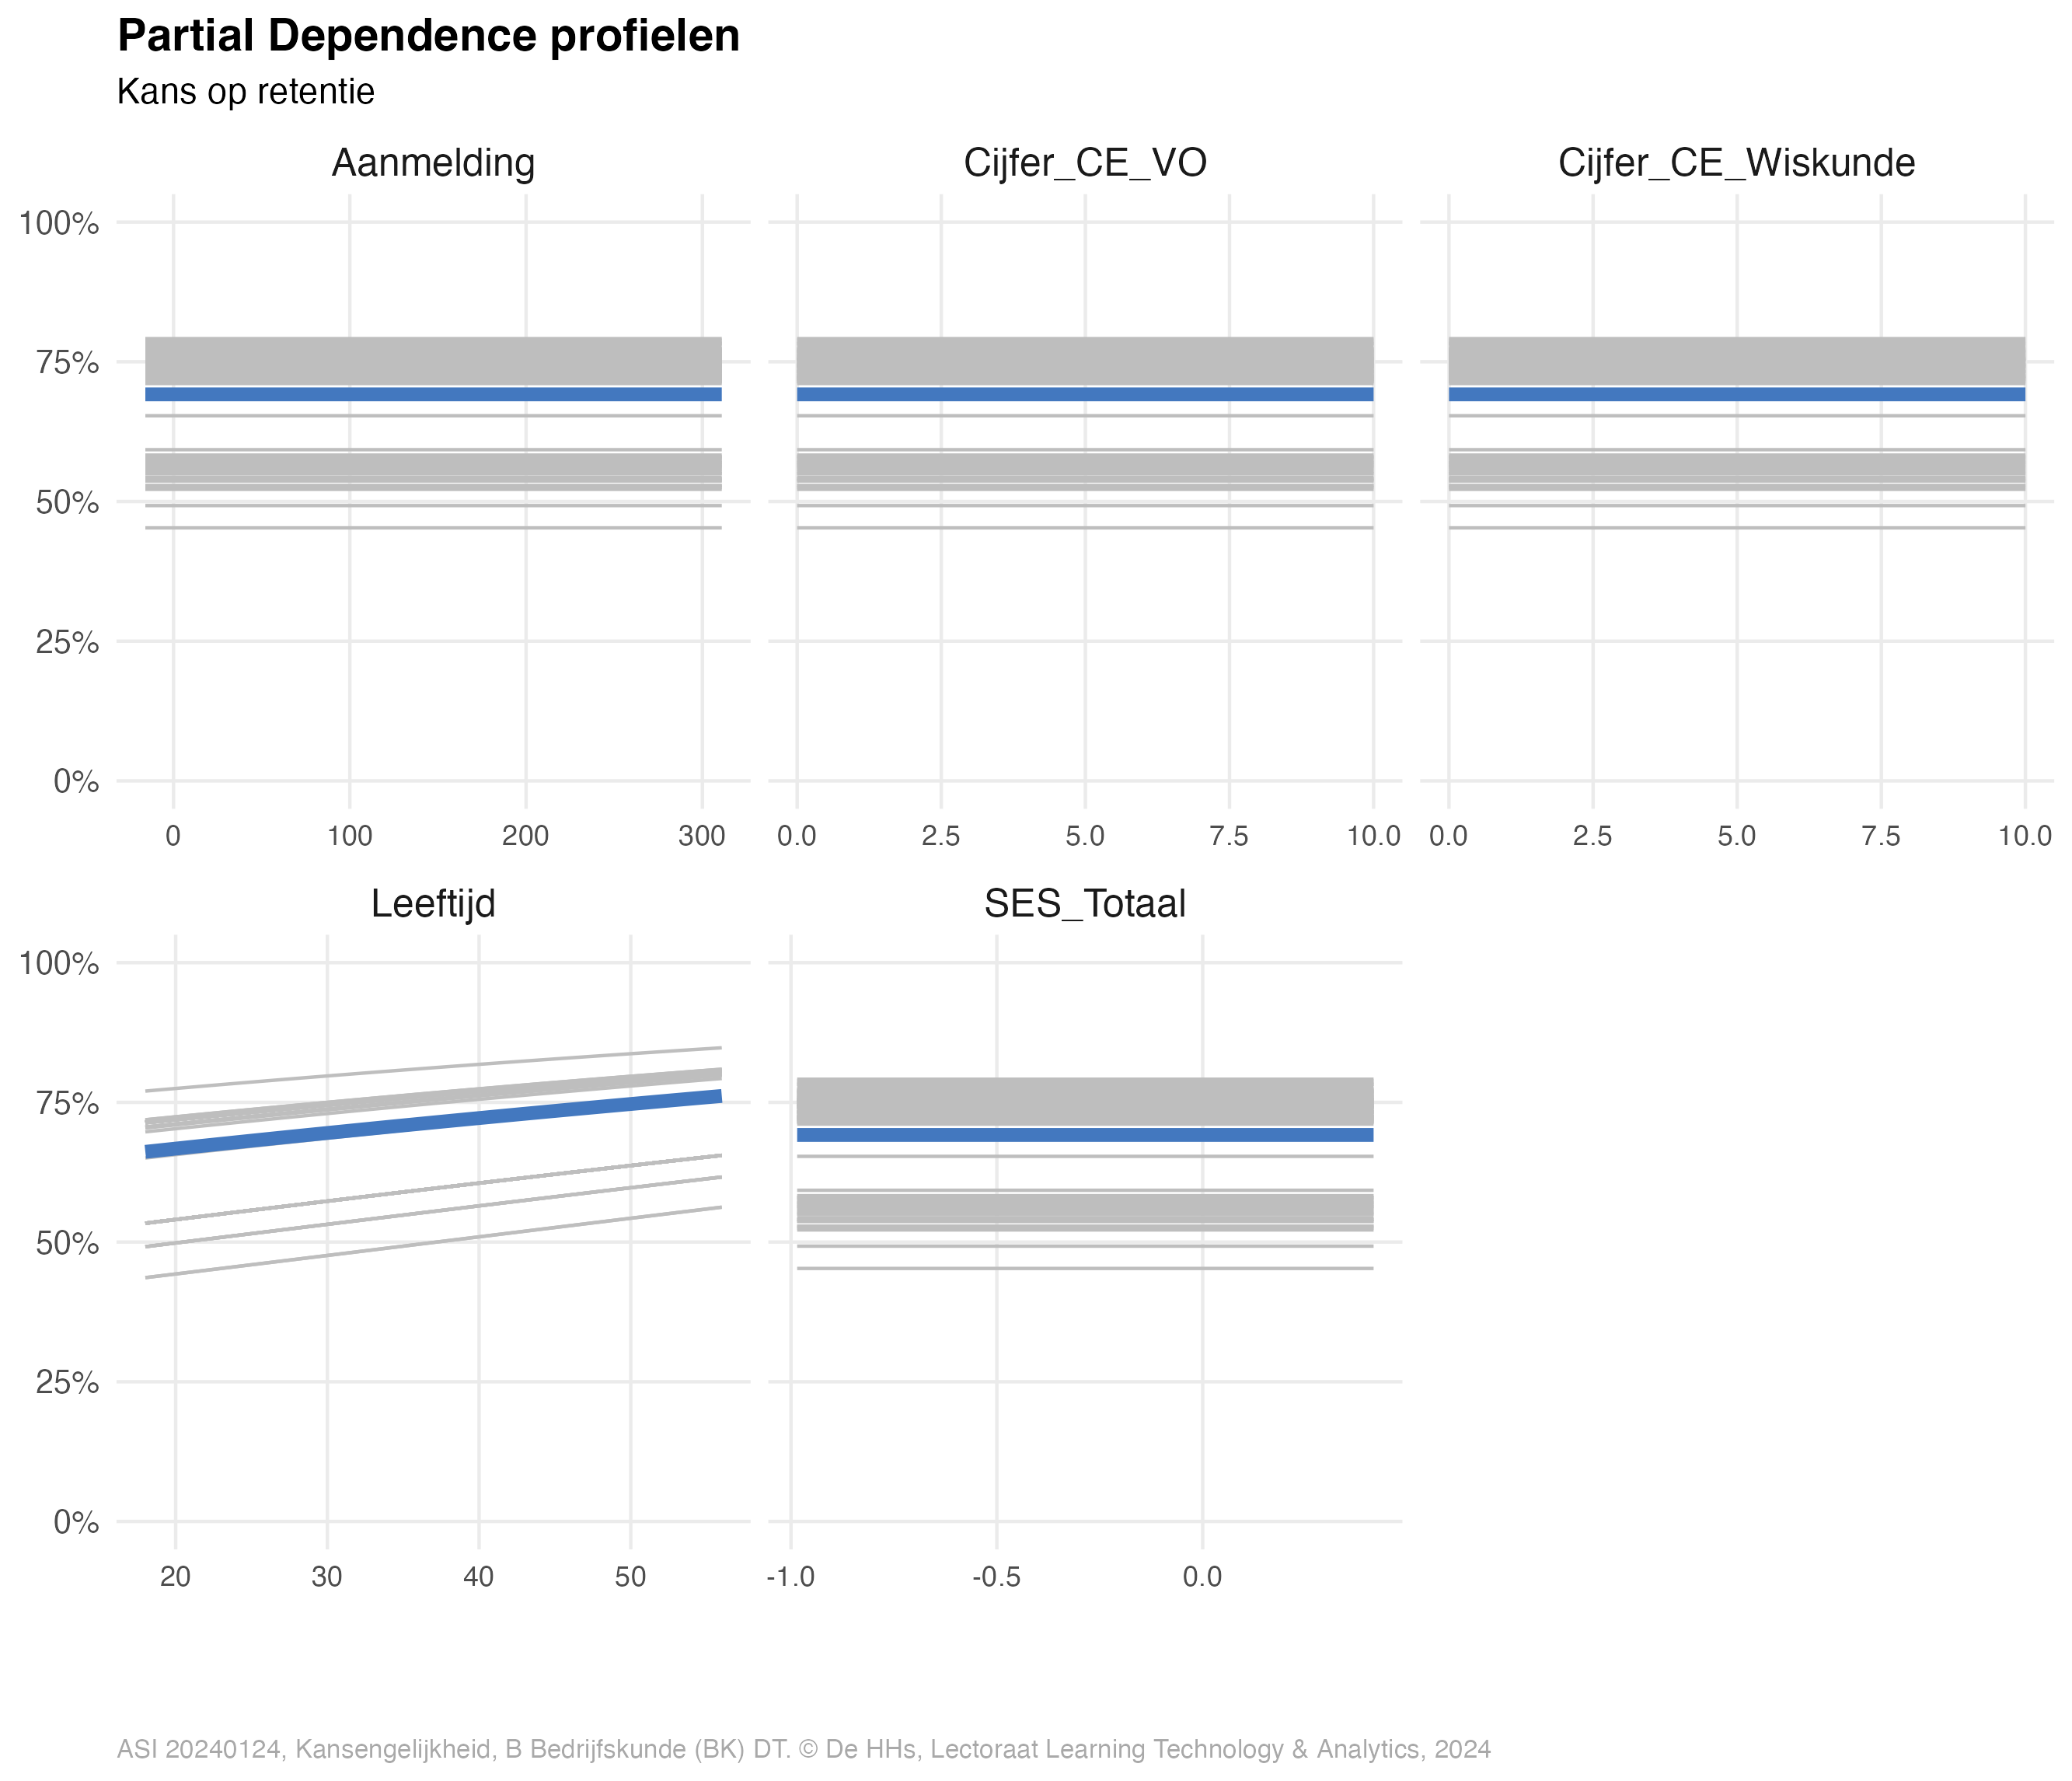 Partial Dependence profielen
Kans op retentie
Aanmelding Cijfer_CE_VO Cijfer_CE_Wiskunde
100%
75%
50%
25%
0%
0 100 200 300 0.0 2.5 5.0 7.5 10.0 0.0 2.5 5.0 7.5 10.0
Leeftijd SES_Totaal
100%
75%
50%
25%
0%
20 30 40 50 -1.0 -0.5 0.0
ASI 20240124, Kansengelijkheid, B Bedrijfskunde (BK) DT. © De HHs, Lectoraat Learning Technology & Analytics, 2024